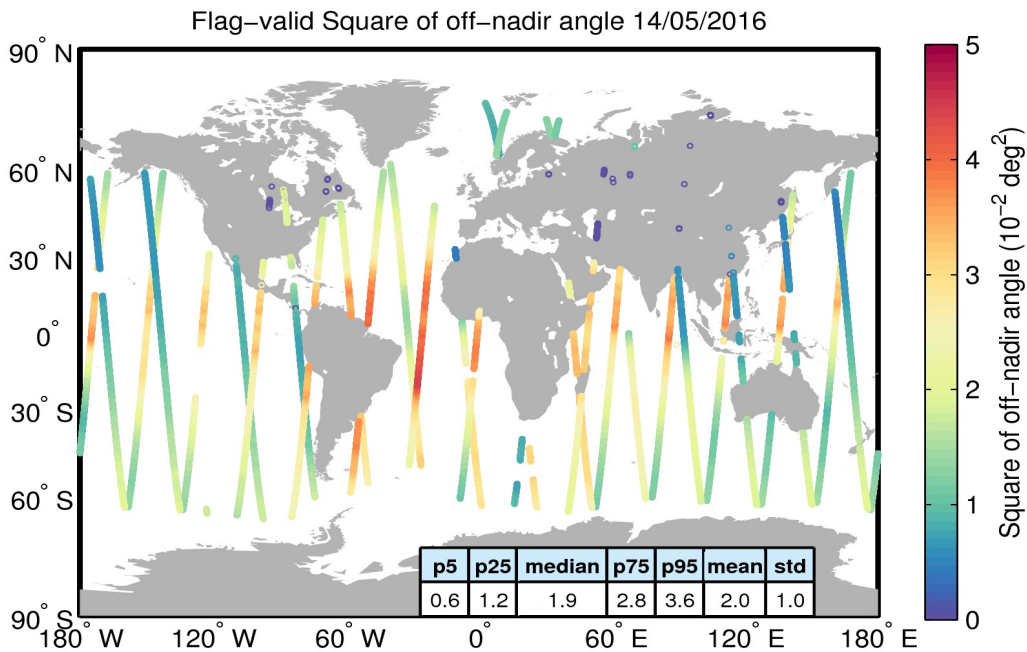 Flag−valid Square of off−nadir angle 14/05/2016
90° N
60° N
30° N
0°
30° S
60° S
90° S
180° W
120° W
60° W
0°
60° E
120° E
180° E
p5 p25 median p75 p95 mean std
0.6 1.2 1.9 2.8 3.6 2.0 1.0
5
4
3
2
1
0
Square of off−nadir angle (10⁻² deg²)